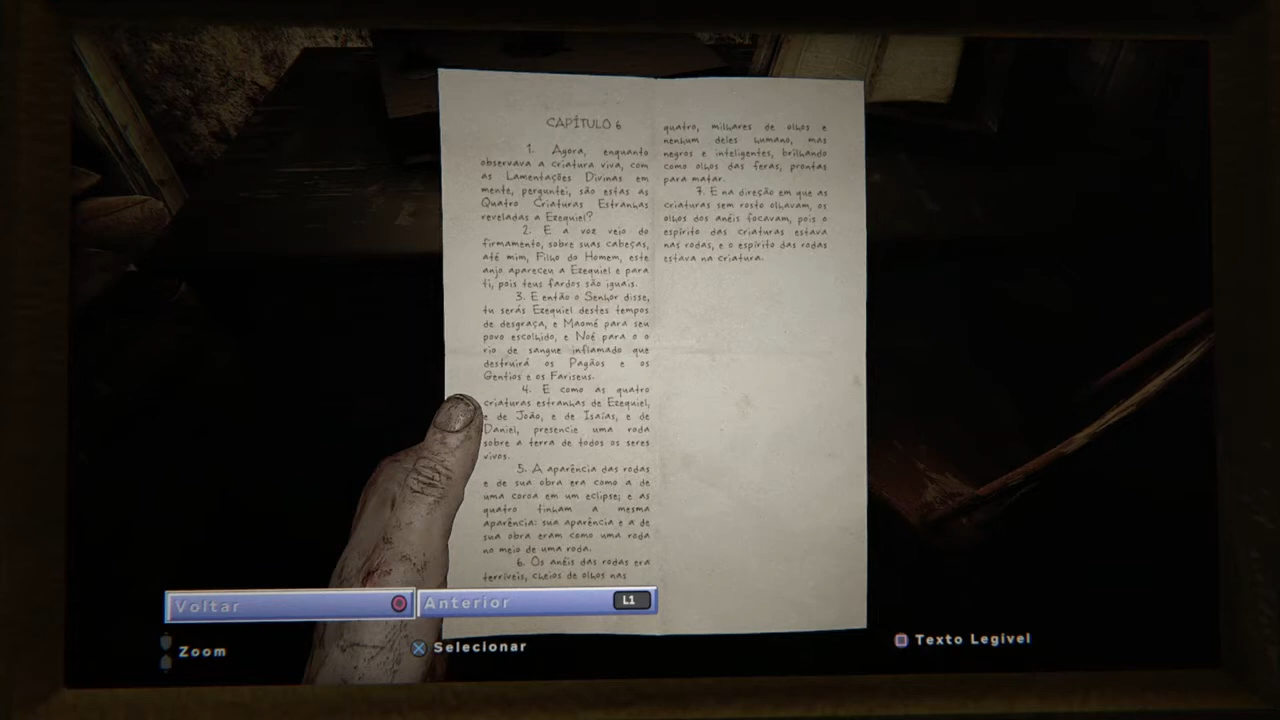 CAPÍTULO 6
1. Agora, enquanto
observava a criatura viva, com
as Lamentações Divinas em
mente, perguntei, são estas as
Quatro Criaturas Estranhas
reveladas a Ezequiel?
2. E a voz veio do
firmamento, sobre suas cabeças,
até mim, Filho do Homem, este
anjo apareceu a Ezequiel e para
ti, pois teus fardos são iguais.
3. E então o Senhor disse,
tu serás Ezequiel destes tempos
de desgraça, e Maomé para seu
povo escolhido, e Noé para o o
rio de sangue inflamado que
destruirá os Pagãos e os
Gentios e os Fariseus.
4. E como as quatro
criaturas estranhas de Ezequiel,
e de João, e de Isaías, e de
Daniel, presencie uma roda
sobre a terra de todos os seres
vivos.
5. A aparência das rodas
e de sua obra era como a de
uma coroa em um eclipse; e as
quatro tinham a mesma
aparência: sua aparência e a de
sua obra eram como uma roda
no meio de uma roda.
6. Os anéis das rodas era
terríveis, cheios de olhos nas
quatro, milhares de olhos e
nenhum deles humano, mas
negros e inteligentes, brilhando
como olhos das feras, prontas
para matar.
7. E na direção em que as
criaturas sem rosto olhavam, os
olhos dos anéis focavam, pois o
espírito das criaturas estava
nas rodas, e o espírito das rodas
estava na criatura.
Voltar
Anterior L1
Zoom
Selecionar
Texto Legível